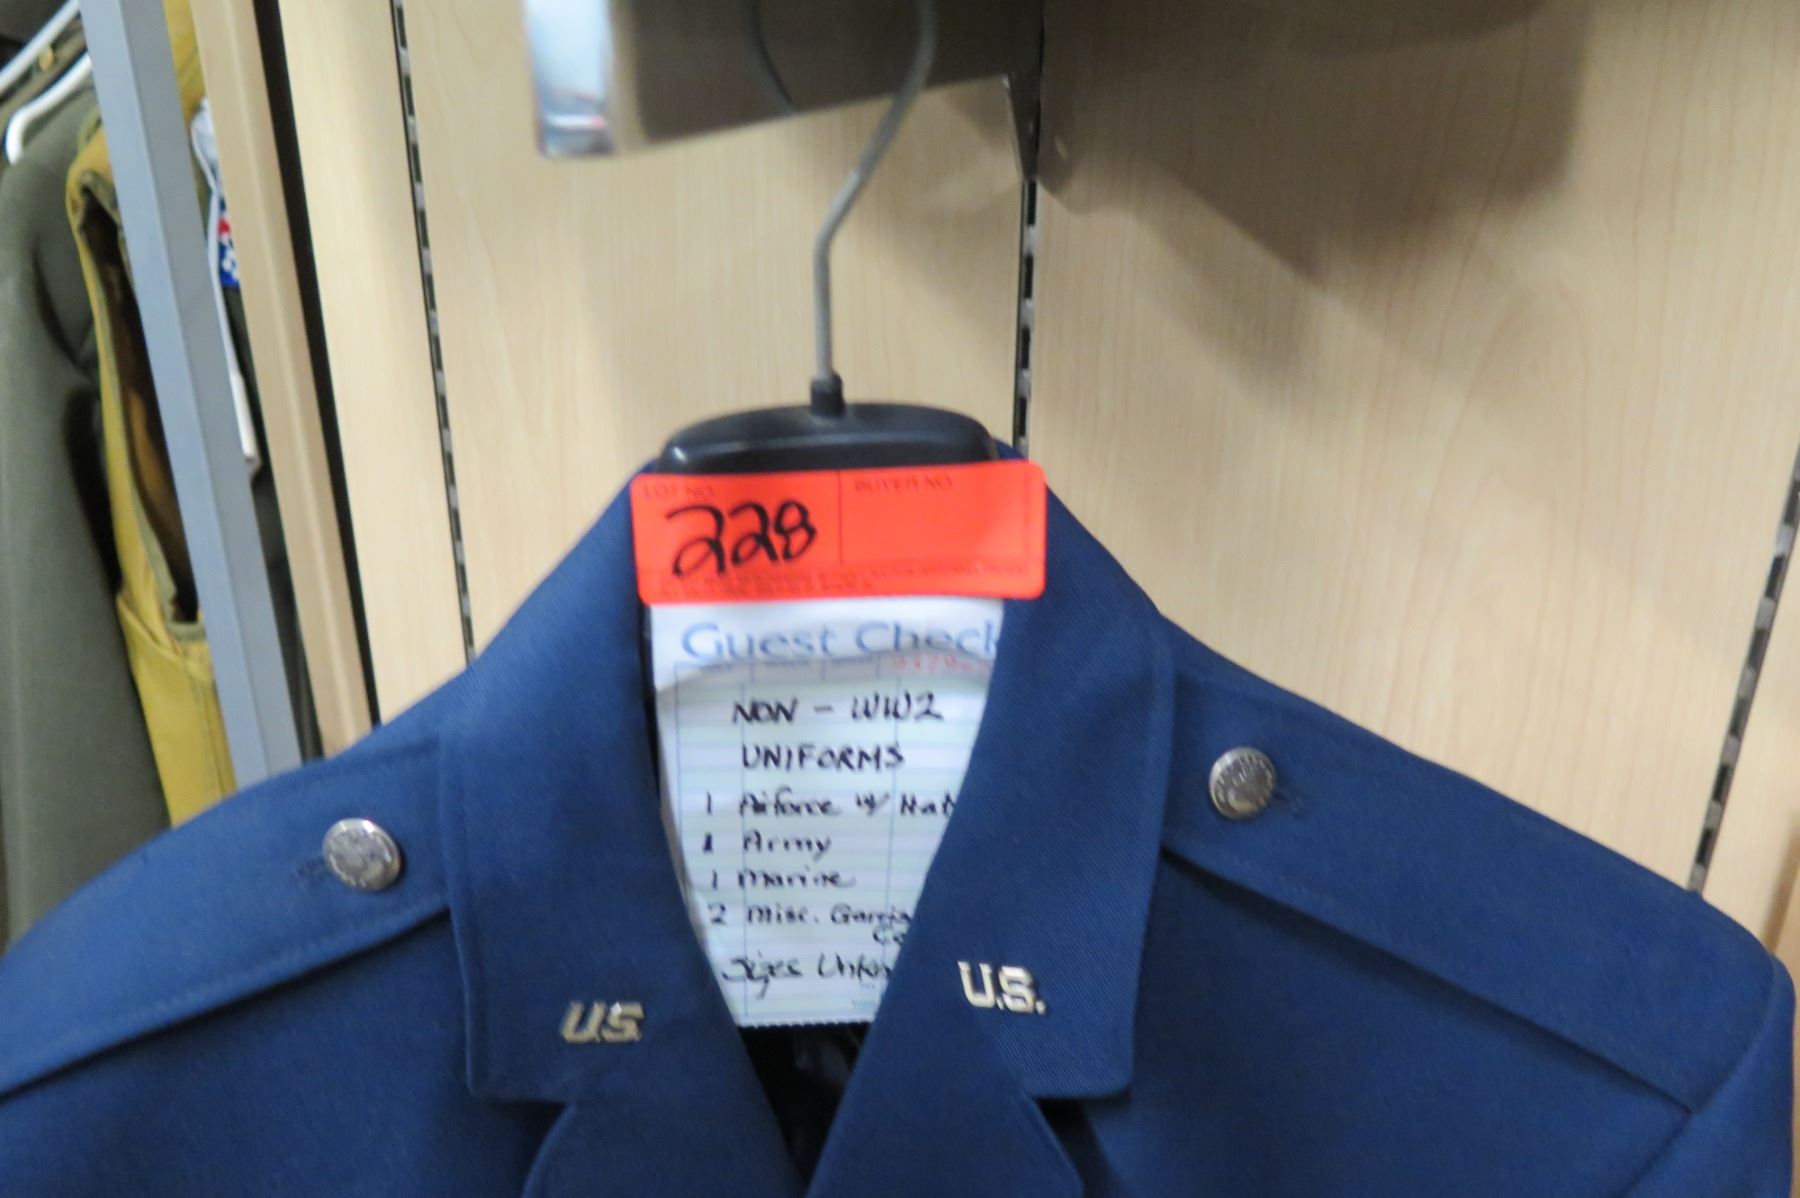 LOT NO. BUYER NO.
228
Guest Check
NON - WW2
UNIFORMS
1 Airforce w/ Hat
1 Army
1 Marine
2 Misc.
Sizes
U.S. U.S.